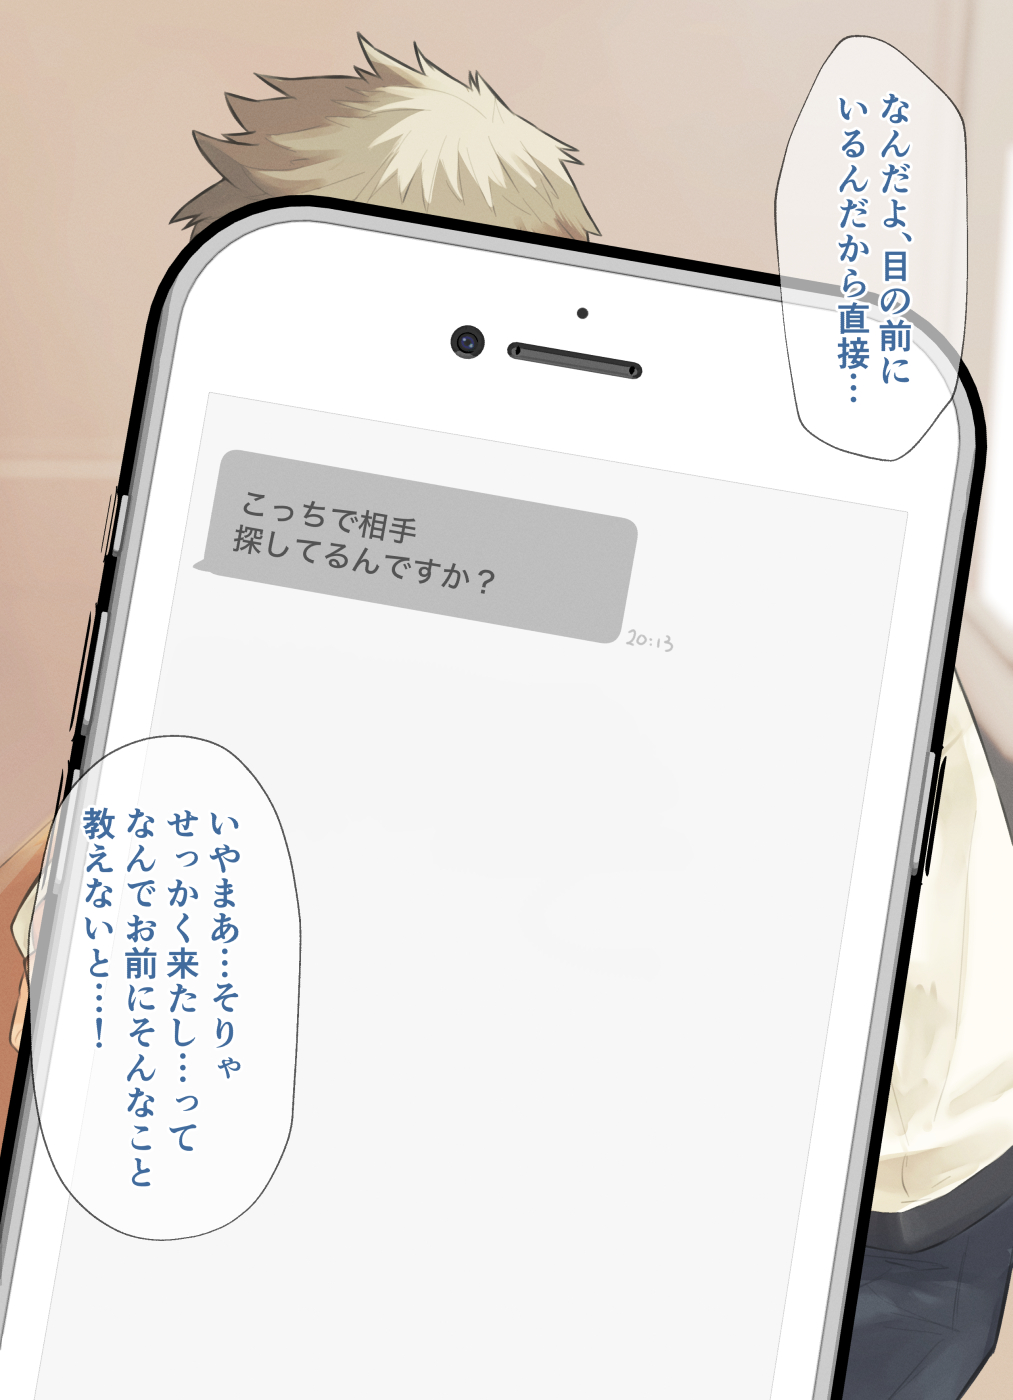 なんだよ、目の前に
いるんだから直接…
こっちで相手
探してるんですか？
20:13
いやまあ…そりゃ
せっかく来たし…って
なんでお前にそんなこと
教えないと…！